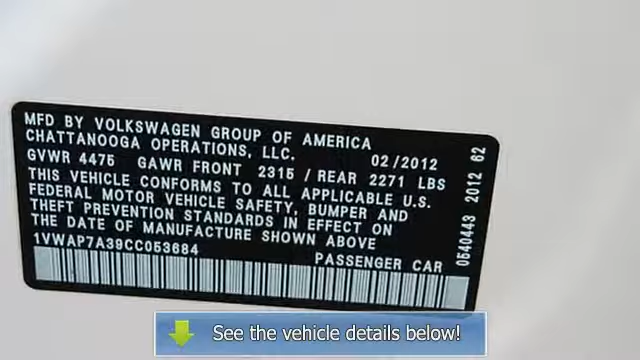 MFD BY VOLKSWAGEN GROUP OF AMERICA
CHATTANOOGA OPERATIONS, LLC. 02/2012
GVWR 4475 GAWR FRONT 2315 / REAR 2271 LBS
THIS VEHICLE CONFORMS TO ALL APPLICABLE U.S.
FEDERAL MOTOR VEHICLE SAFETY, BUMPER AND
THEFT PREVENTION STANDARDS IN EFFECT ON
THE DATE OF MANUFACTURE SHOWN ABOVE
1VWAP7A39CC053684 PASSENGER CAR
0540443 2012 62
See the vehicle details below!